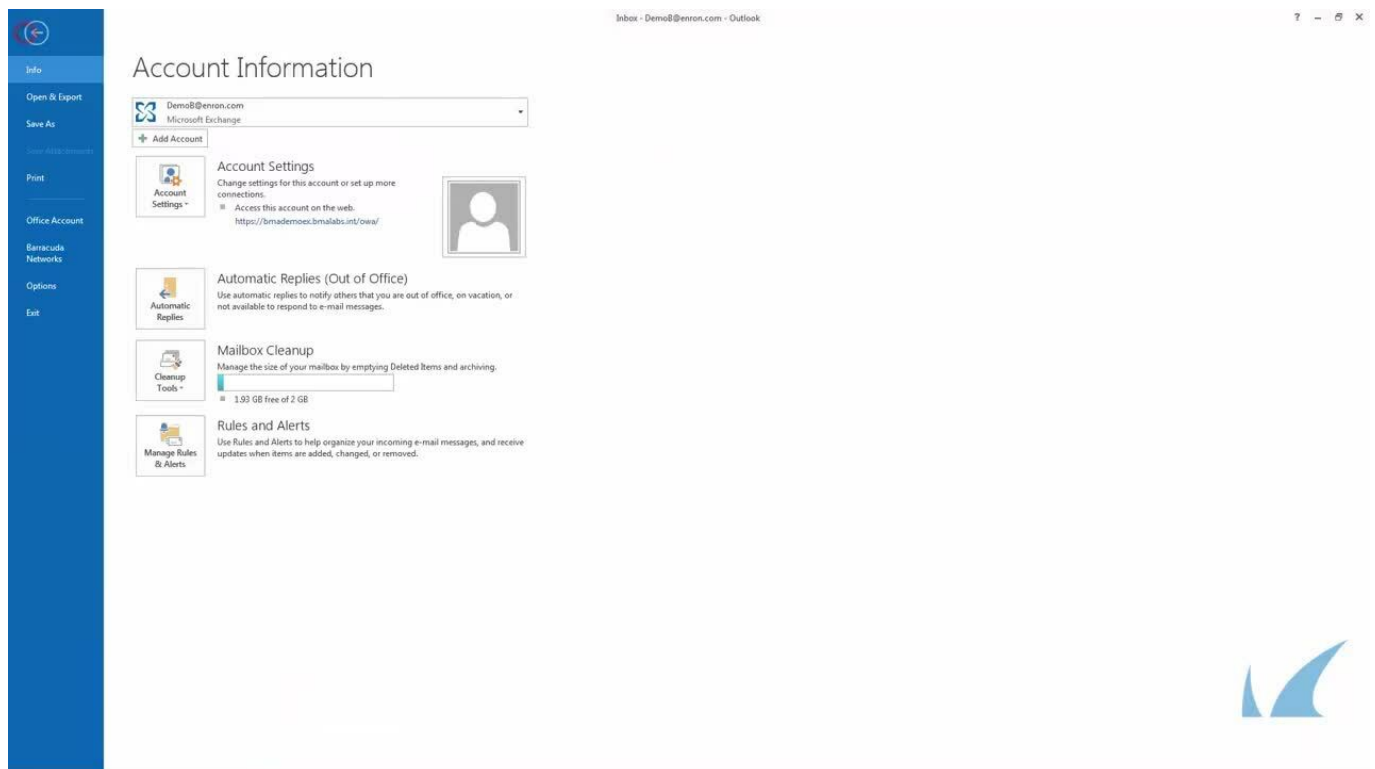 Inbox - DemoB@enron.com - Outlook
?
Info
Open & Export
Save As
Save Attachments
Print
Office Account
Barracuda
Networks
Options
Exit
Account Information
DemoB@enron.com
Microsoft Exchange
Add Account
Account
Settings
Account Settings
Change settings for this account or set up more
connections.
Access this account on the web.
https://bmademoex.bmalabs.int/owa/
Automatic
Replies
Automatic Replies (Out of Office)
Use automatic replies to notify others that you are out of office, on vacation, or
not available to respond to e-mail messages.
Cleanup
Tools
Mailbox Cleanup
Manage the size of your mailbox by emptying Deleted Items and archiving.
1.93 GB free of 2 GB
Manage Rules
& Alerts
Rules and Alerts
Use Rules and Alerts to help organize your incoming e-mail messages, and receive
updates when items are added, changed, or removed.